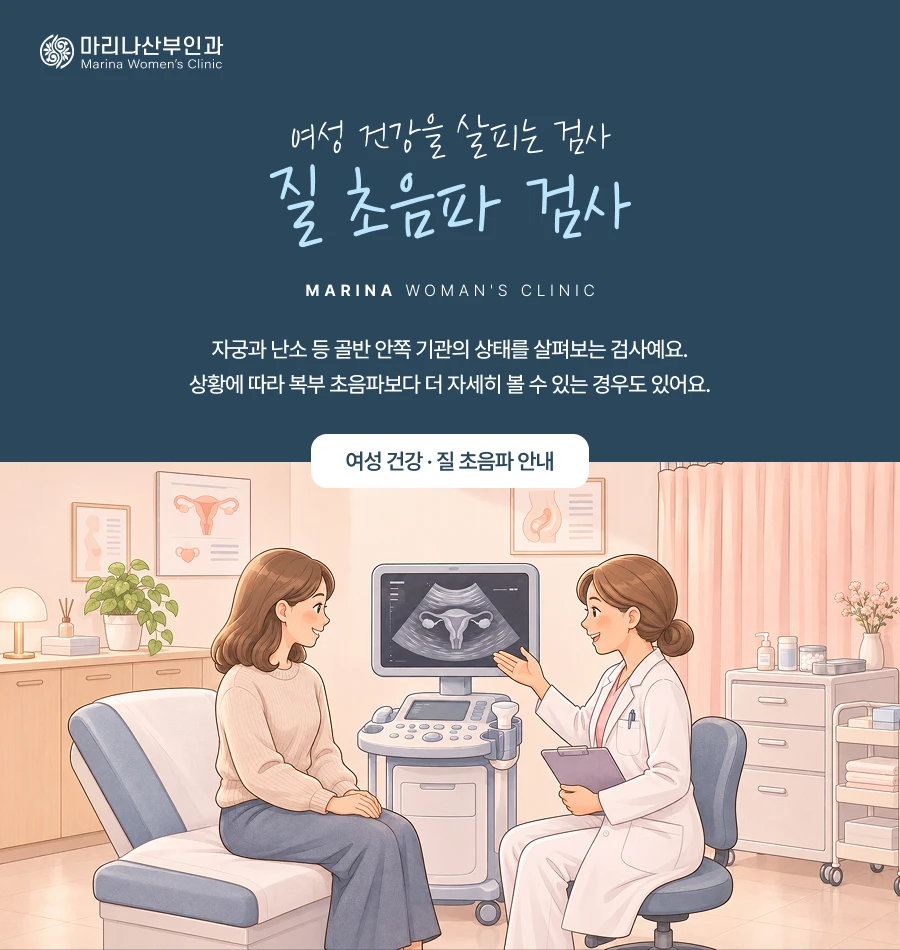 마리나산부인과
Marina Women's Clinic
여성 건강을 살피는 검사
질 초음파 검사
MARINA WOMAN'S CLINIC
자궁과 난소 등 골반 안쪽 기관의 상태를 살펴보는 검사예요.
상황에 따라 복부 초음파보다 더 자세히 볼 수 있는 경우도 있어요.
여성 건강 · 질 초음파 안내